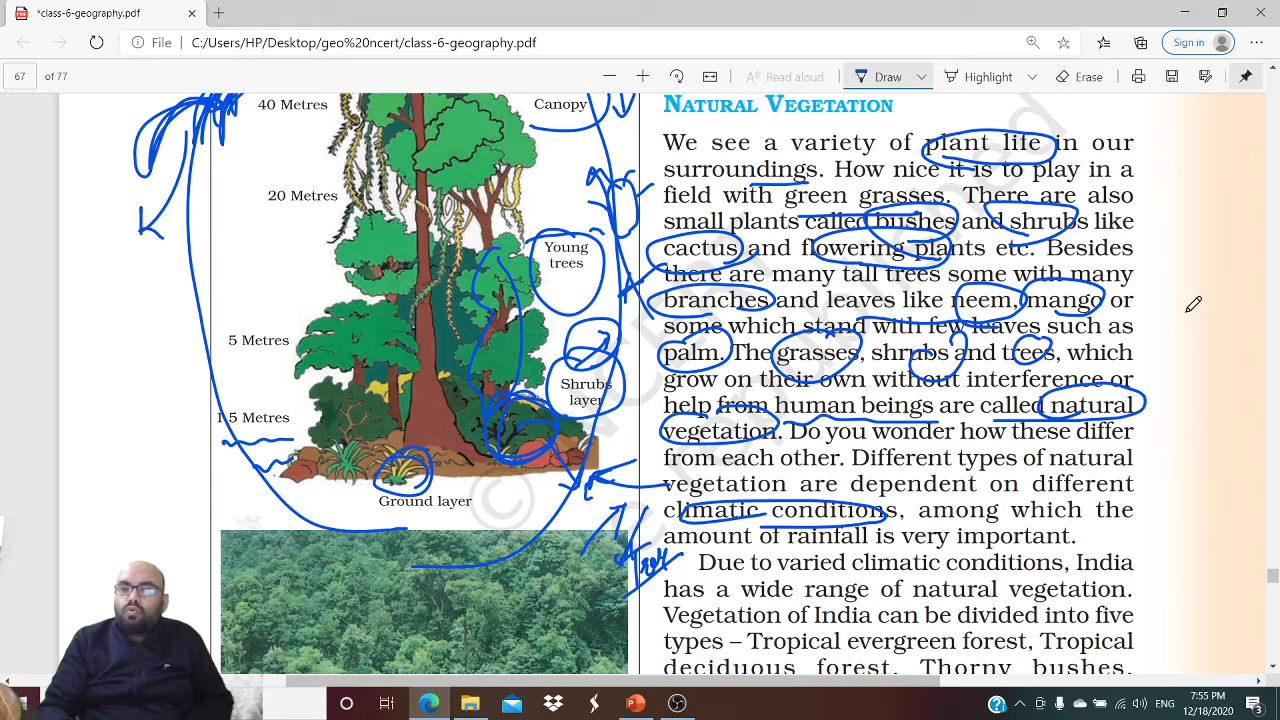 *class-6-geography.pdf
File
C:/Users/HP/Desktop/geo%20ncert/class-6-geography.pdf
Sign in
67 of 77
Read aloud
Draw
Highlight
Erase
40 Metres
Canopy
20 Metres
Young
trees
5 Metres
Shrubs
layer
1.5 Metres
Ground layer
NATURAL VEGETATION
We see a variety of plant life in our
surroundings. How nice it is to play in a
field with green grasses. There are also
small plants called bushes and shrubs like
cactus and flowering plants etc. Besides
there are many tall trees some with many
branches and leaves like neem, mango or
some which stand with few leaves such as
palm. The grasses, shrubs and trees, which
grow on their own without interference or
help from human beings are called natural
vegetation. Do you wonder how these differ
from each other. Different types of natural
vegetation are dependent on different
climatic conditions, among which the
amount of rainfall is very important.
Due to varied climatic conditions, India
has a wide range of natural vegetation.
Vegetation of India can be divided into five
types – Tropical evergreen forest, Tropical
deciduous forest, Thorny bushes,
7:55 PM
12/18/2020
3